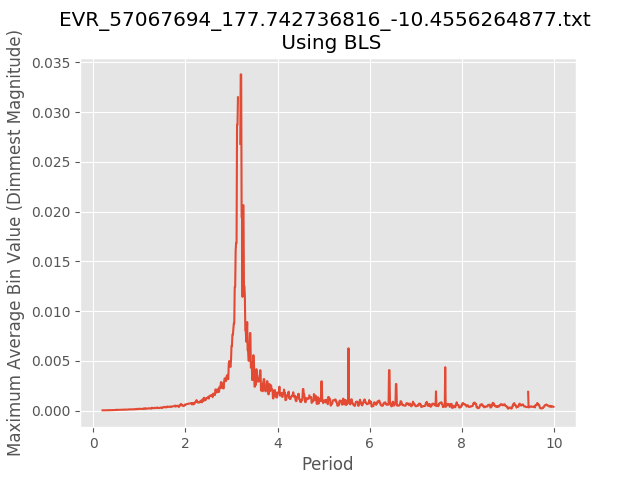 EVR_57067694_177.742736816_-10.4556264877.txt
Using BLS
Maximum Average Bin Value (Dimmest Magnitude)
0.035
0.030
0.025
0.020
0.015
0.010
0.005
0.000
0 2 4 6 8 10
Period